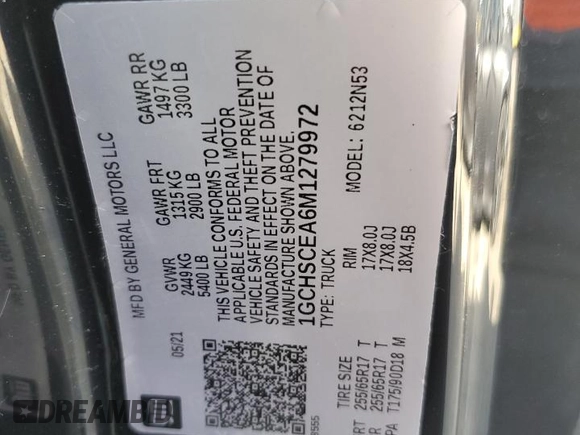 MFD BY GENERAL MOTORS LLC
05/21
GVWR GAWR FRT GAWR RR
2449 KG 1315 KG 1497 KG
5400 LB 2900 LB 3300 LB
THIS VEHICLE CONFORMS TO ALL
APPLICABLE U.S. FEDERAL MOTOR
VEHICLE SAFETY AND THEFT PREVENTION
STANDARDS IN EFFECT ON THE DATE OF
MANUFACTURE SHOWN ABOVE.
1GCHSCEA6M1279972
TYPE: TRUCK MODEL: 6212N53
TIRE SIZE RIM
255/65R17 T 17X8.0J
255/65R17 T 17X8.0J
T175/90D18 M 18X4.5B
DREAMBID